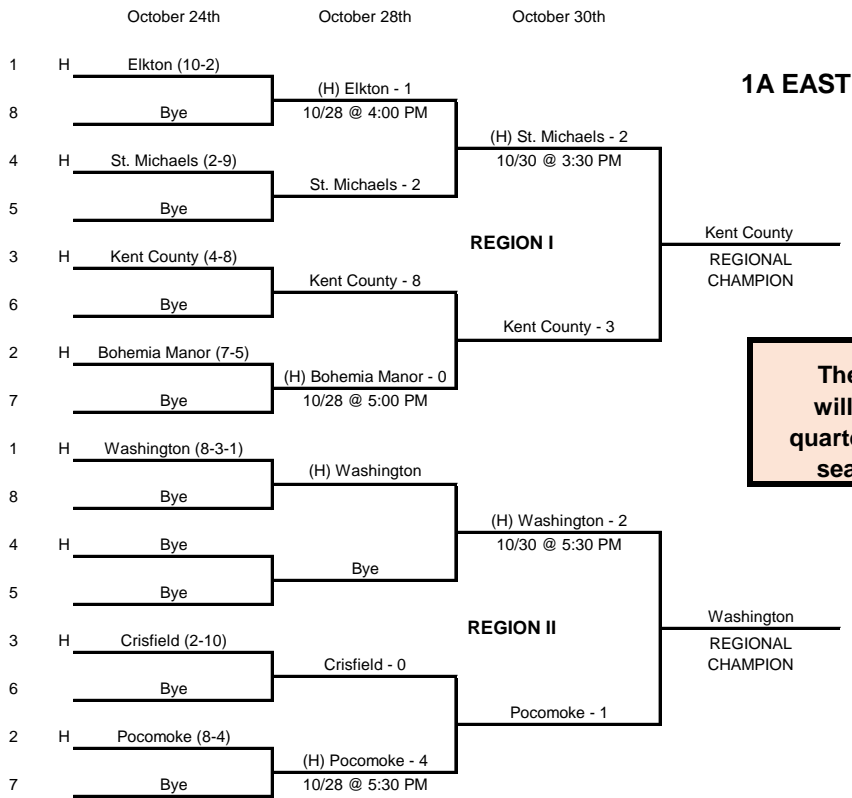 October 24th October 28th October 30th
1 H Elkton (10-2)
(H) Elkton - 1
1A EAST
8 Bye 10/28 @ 4:00 PM
(H) St. Michaels - 2
4 H St. Michaels (2-9) 10/30 @ 3:30 PM
St. Michaels - 2
5 Bye
REGION I Kent County
3 H Kent County (4-8) REGIONAL
Kent County - 8 CHAMPION
6 Bye
Kent County - 3
2 H Bohemia Manor (7-5)
(H) Bohemia Manor - 0
7 Bye 10/28 @ 5:00 PM
The
will
1 H Washington (8-3-1)
(H) Washington
8 Bye
(H) Washington - 2
4 H Bye 10/30 @ 5:30 PM
Bye
5 Bye
REGION II Washington
3 H Crisfield (2-10) REGIONAL
Crisfield - 0 CHAMPION
6 Bye
Pocomoke - 1
2 H Pocomoke (8-4)
(H) Pocomoke - 4
7 Bye 10/28 @ 5:30 PM